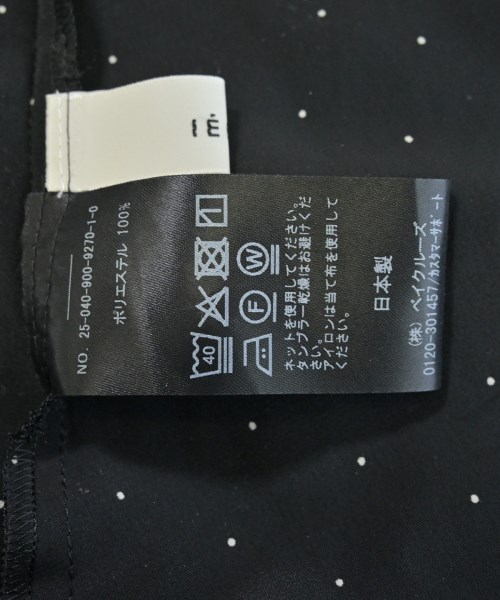 NO. 25-040-900-9270-1-0
ポリエステル 100%
40
F
W
ネットを使用してください。
タンブラー乾燥はお避けくだ
さい。
アイロンは当て布を使用して
ください。
日本製
(株) ベイクルーズ
0120-301457/カスタマーサポート